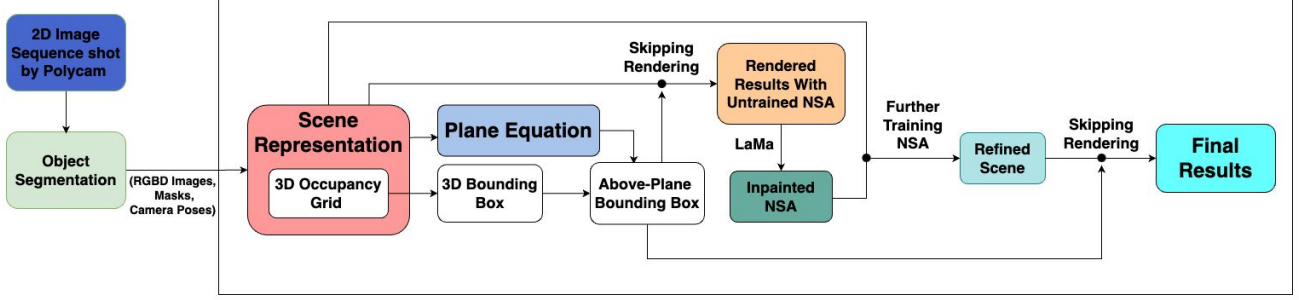 2D Image
Sequence shot
by Polycam
Object
Segmentation
(RGBD Images,
Masks,
Camera Poses)
Scene
Representation
3D Occupancy
Grid
Plane Equation
3D Bounding
Box
Above-Plane
Bounding Box
Skipping
Rendering
Rendered
Results With
Untrained NSA
LaMa
Inpainted
NSA
Further
Training
NSA
Refined
Scene
Skipping
Rendering
Final
Results